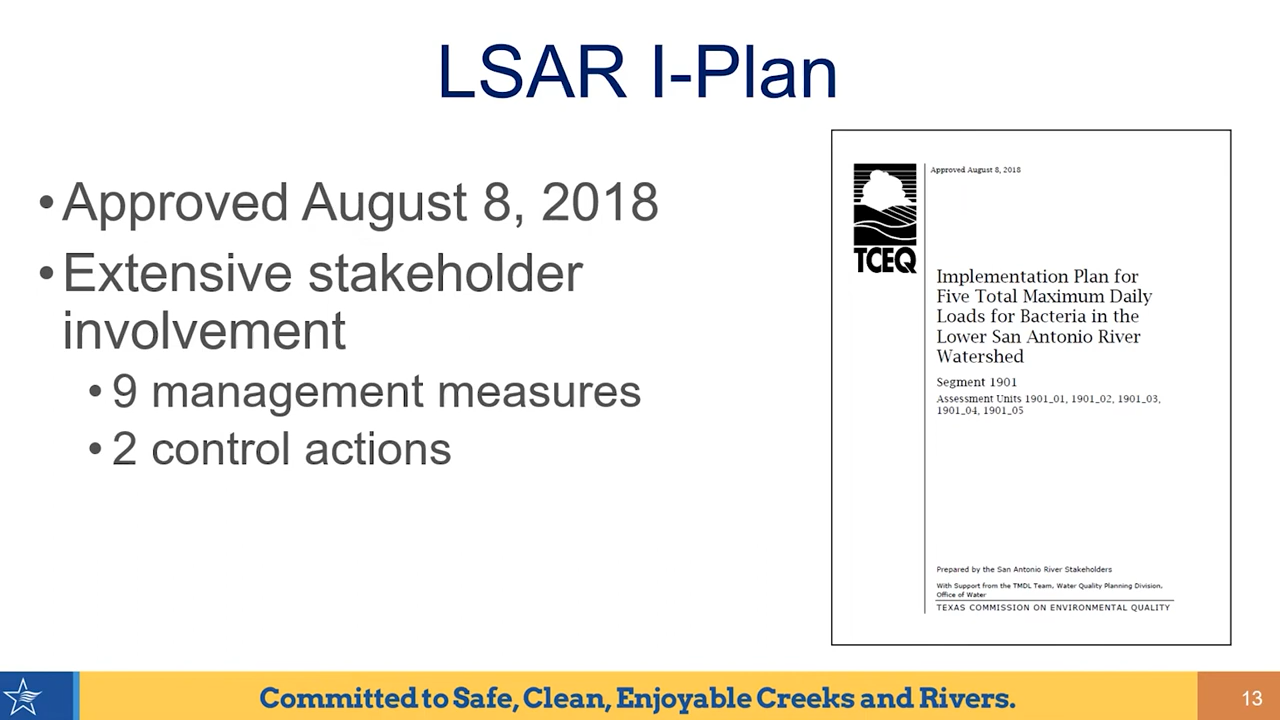 LSAR I-Plan
•Approved August 8, 2018
•Extensive stakeholder
involvement
•9 management measures
•2 control actions
TCEQ
Approved August 8, 2018
Implementation Plan for
Five Total Maximum Daily
Loads for Bacteria in the
Lower San Antonio River
Watershed
Segment 1901
Assessment Units 1901_01, 1901_02, 1901_03,
1901_04, 1901_05
Prepared by the San Antonio River Stakeholders
With Support from the TMDL Team, Water Quality Planning Division,
Office of Water
TEXAS COMMISSION ON ENVIRONMENTAL QUALITY
Committed to Safe, Clean, Enjoyable Creeks and Rivers.
13